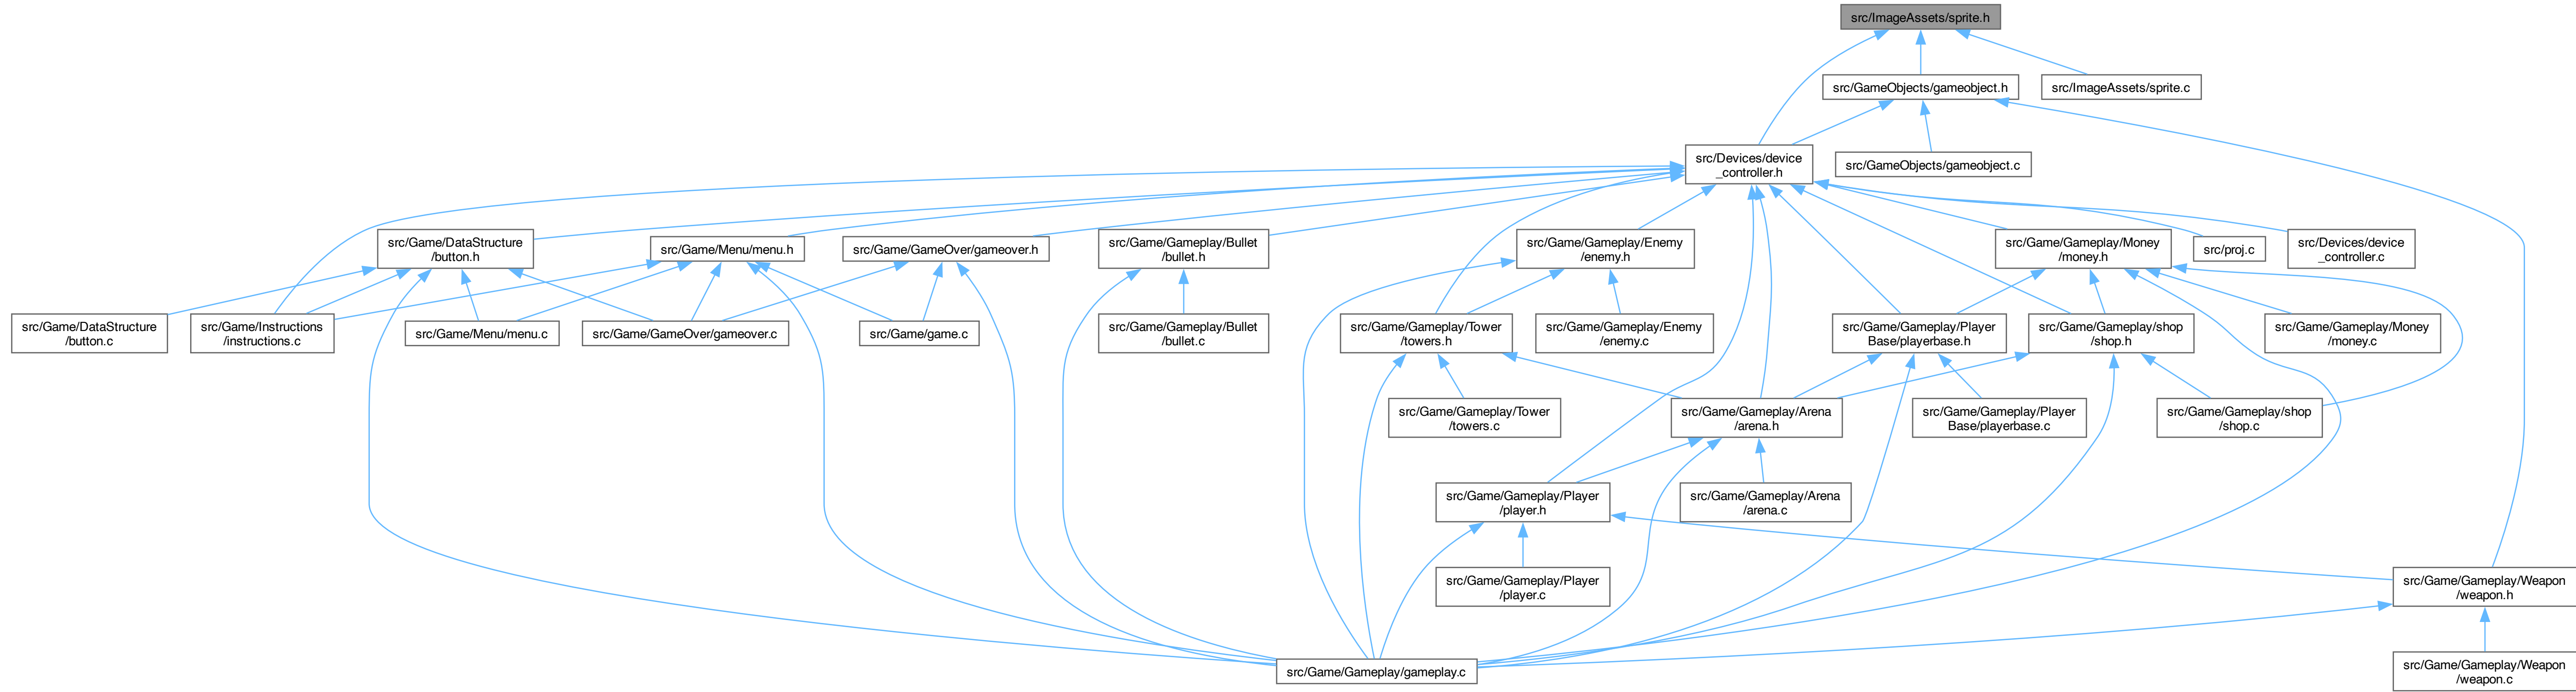 src/ImageAssets/sprite.h
src/GameObjects/gameobject.h
src/ImageAssets/sprite.c
src/Devices/device
_controller.h
src/GameObjects/gameobject.c
src/Game/DataStructure
/button.h
src/Game/Menu/menu.h
src/Game/GameOver/gameover.h
src/Game/Gameplay/Bullet
/bullet.h
src/Game/Gameplay/Enemy
/enemy.h
src/Game/Gameplay/Money
/money.h
src/proj.c
src/Devices/device
_controller.c
src/Game/DataStructure
/button.c
src/Game/Instructions
/instructions.c
src/Game/Menu/menu.c
src/Game/GameOver/gameover.c
src/Game/game.c
src/Game/Gameplay/Bullet
/bullet.c
src/Game/Gameplay/Tower
/towers.h
src/Game/Gameplay/Enemy
/enemy.c
src/Game/Gameplay/Player
Base/playerbase.h
src/Game/Gameplay/shop
/shop.h
src/Game/Gameplay/Money
/money.c
src/Game/Gameplay/Tower
/towers.c
src/Game/Gameplay/Arena
/arena.h
src/Game/Gameplay/Player
Base/playerbase.c
src/Game/Gameplay/shop
/shop.c
src/Game/Gameplay/Player
/player.h
src/Game/Gameplay/Arena
/arena.c
src/Game/Gameplay/Player
/player.c
src/Game/Gameplay/Weapon
/weapon.h
src/Game/Gameplay/gameplay.c
src/Game/Gameplay/Weapon
/weapon.c